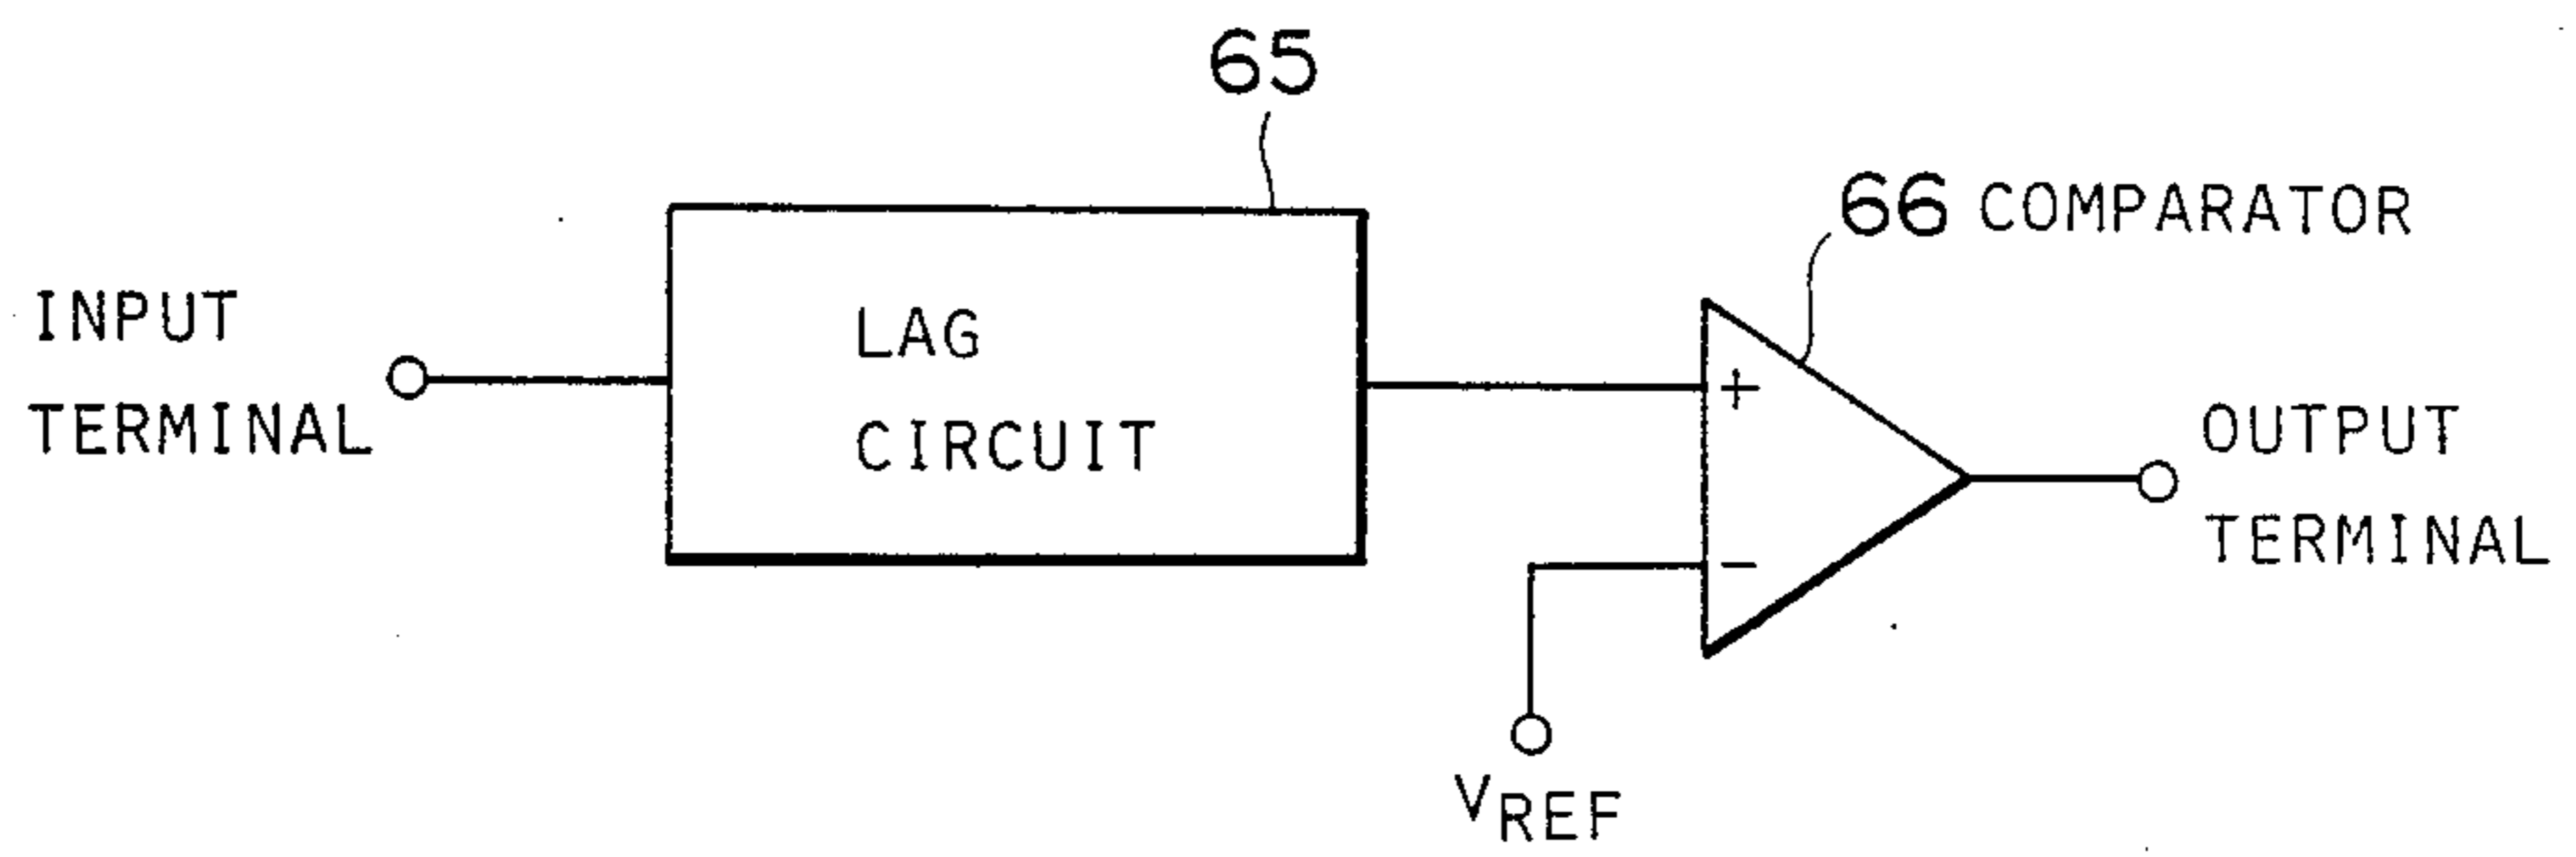 65
66 COMPARATOR
INPUT
TERMINAL
LAG
CIRCUIT
+
−
OUTPUT
TERMINAL
VREF